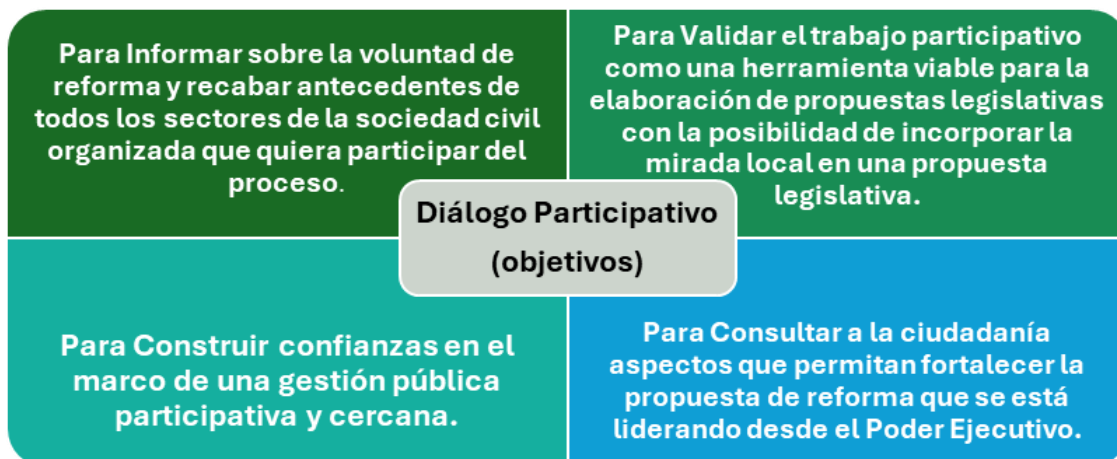 Para Informar sobre la voluntad de
reforma y recabar antecedentes de
todos los sectores de la sociedad civil
organizada que quiera participar del
proceso.
Para Validar el trabajo participativo
como una herramienta viable para la
elaboración de propuestas legislativas
con la posibilidad de incorporar la
mirada local en una propuesta
legislativa.
Diálogo Participativo
(objetivos)
Para Construir confianzas en el
marco de una gestión pública
participativa y cercana.
Para Consultar a la ciudadanía
aspectos que permitan fortalecer la
propuesta de reforma que se está
liderando desde el Poder Ejecutivo.